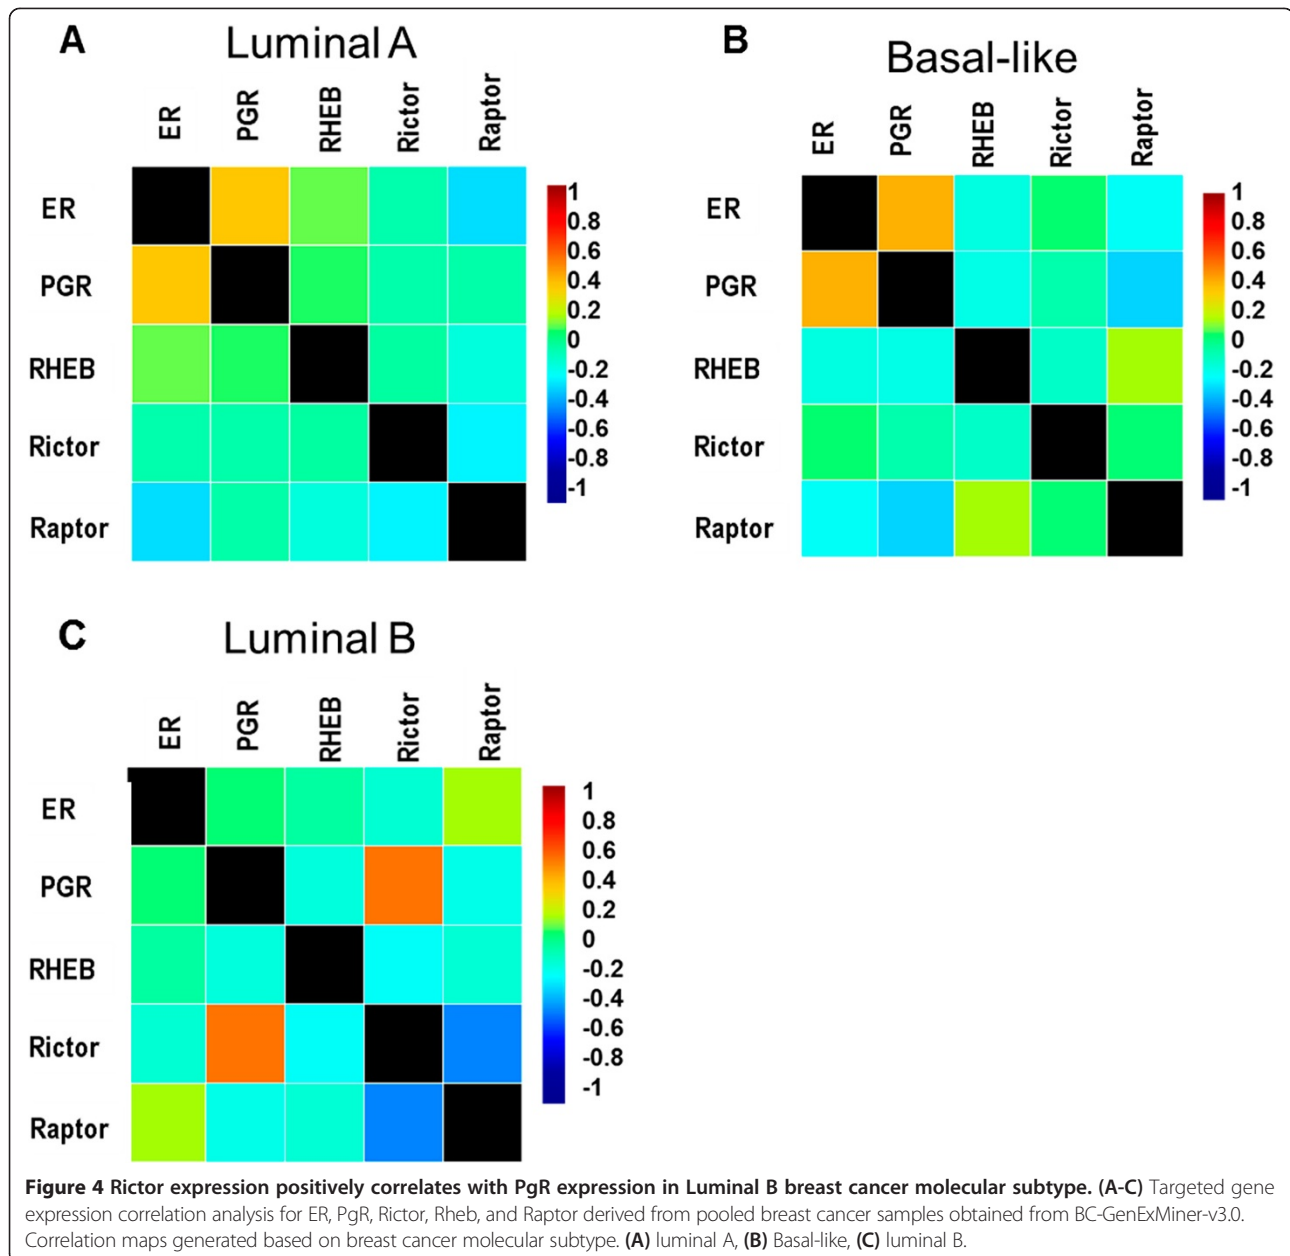 A
Luminal A
ER PGR RHEB Rictor Raptor
ER
PGR
RHEB
Rictor
Raptor
1
0.8
0.6
0.4
0.2
0
-0.2
-0.4
-0.6
-0.8
-1
B
Basal-like
ER PGR RHEB Rictor Raptor
ER
PGR
RHEB
Rictor
Raptor
1
0.8
0.6
0.4
0.2
0
-0.2
-0.4
-0.6
-0.8
-1
C
Luminal B
ER PGR RHEB Rictor Raptor
ER
PGR
RHEB
Rictor
Raptor
1
0.8
0.6
0.4
0.2
0
-0.2
-0.4
-0.6
-0.8
-1
Figure 4 Rictor expression positively correlates with PgR expression in Luminal B breast cancer molecular subtype. (A-C) Targeted gene
expression correlation analysis for ER, PgR, Rictor, Rheb, and Raptor derived from pooled breast cancer samples obtained from BC-GenExMiner-v3.0.
Correlation maps generated based on breast cancer molecular subtype. (A) luminal A, (B) Basal-like, (C) luminal B.